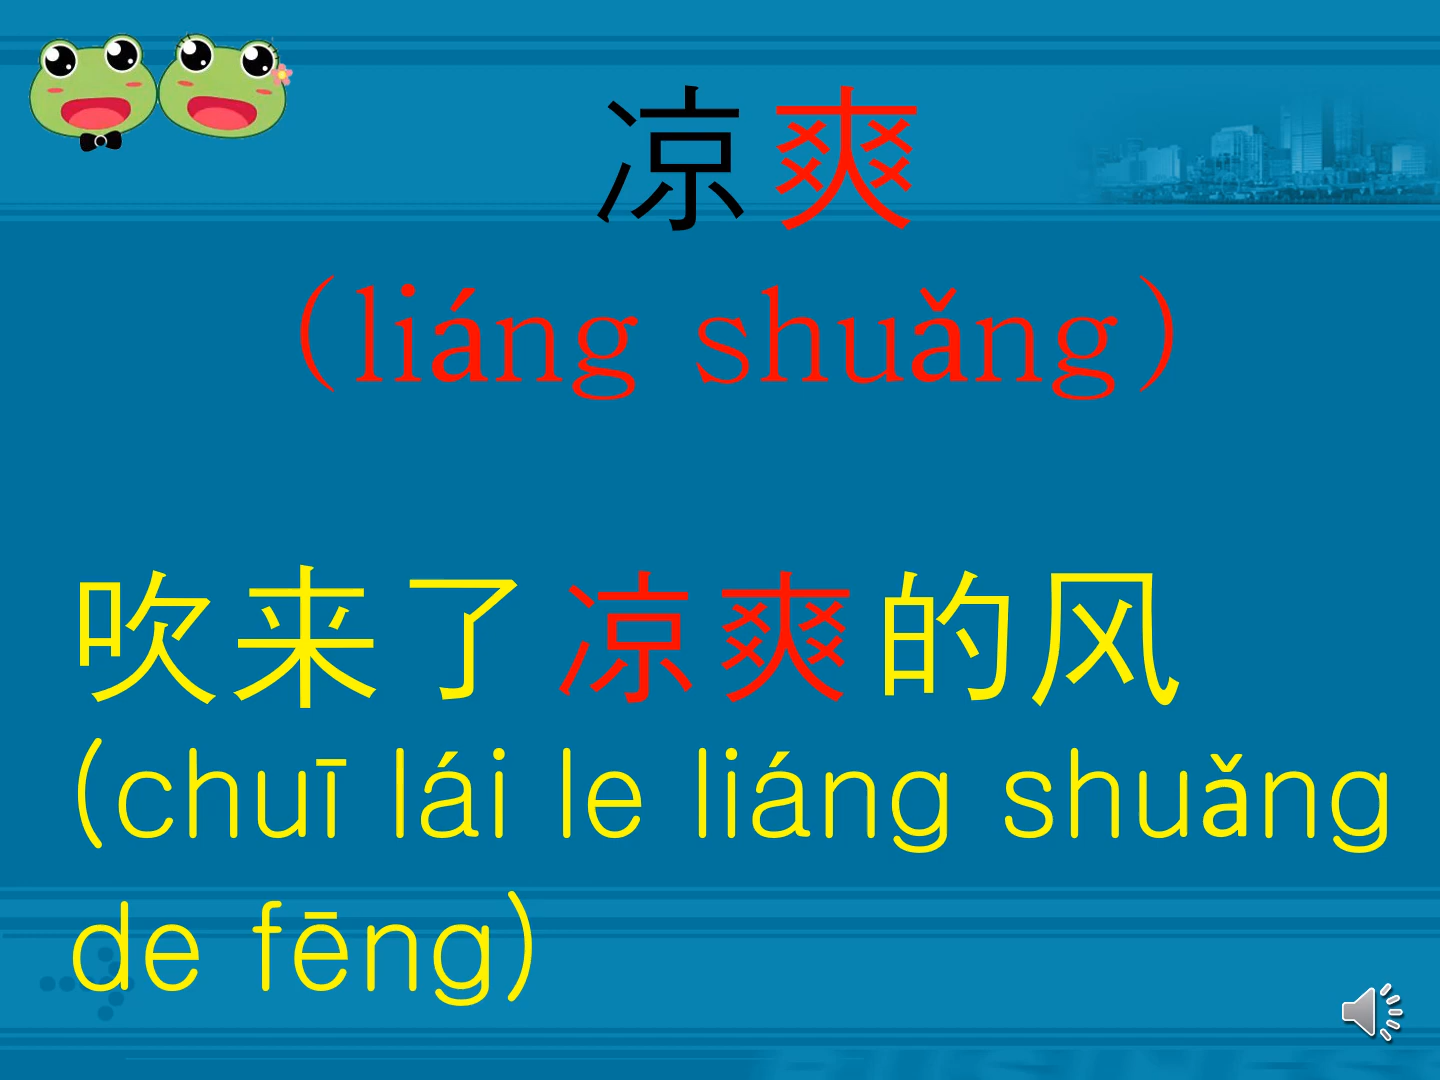 凉爽
(liáng shuǎng)
吹来了凉爽的风
(chuī lái le liáng shuǎng
de fēng)